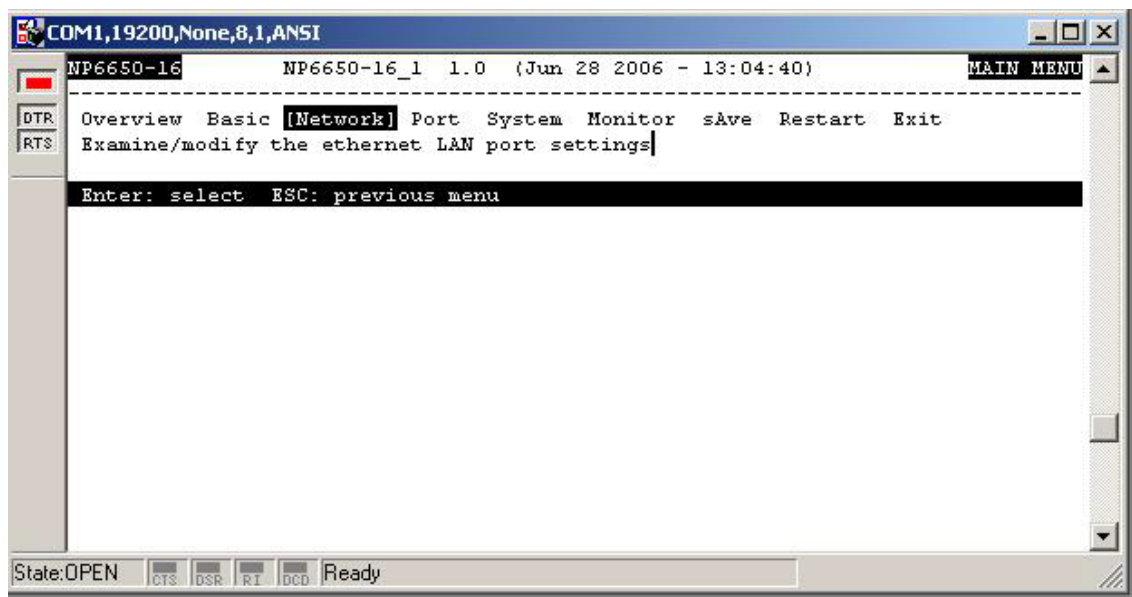 COM1,19200,None,8,1,ANSI
NP6650-16 NP6650-16_1 1.0 (Jun 28 2006 - 13:04:40) MAIN MENU
--------------------------------------------------------------------------------
DTR Overview Basic [Network] Port System Monitor sAve Restart Exit
RTS Examine/modify the ethernet LAN port settings
Enter: select ESC: previous menu
State:OPEN CTS DSR RI DCD Ready